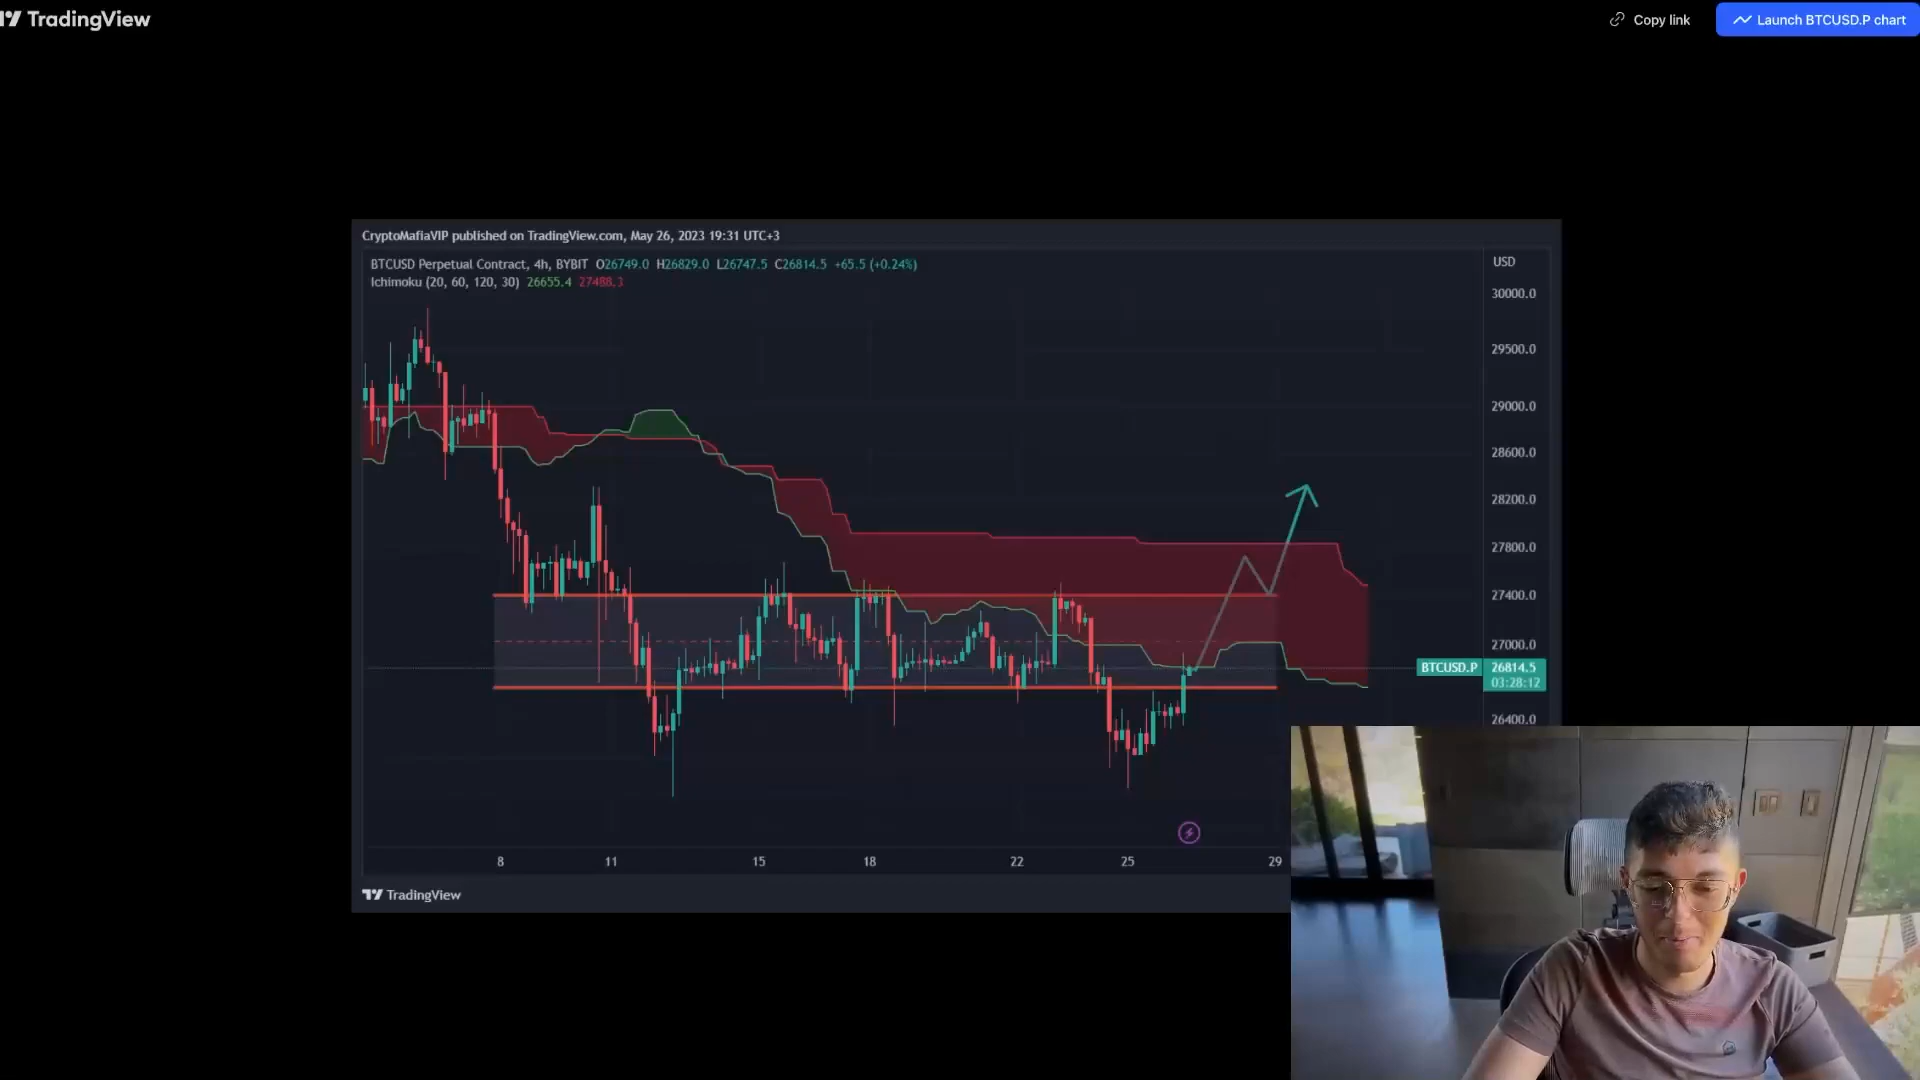 TradingView
Copy link
Launch BTCUSD.P chart
CryptoMafiaVIP published on TradingView.com, May 26, 2023 19:31 UTC+3
BTCUSD Perpetual Contract, 4h, BYBIT O26749.0 H26829.0 L26747.5 C26814.5 +65.5 (+0.24%)
Ichimoku (20, 60, 120, 30) 26655.4 27488.3
USD
30000.0
29500.0
29000.0
28600.0
28200.0
27800.0
27400.0
27000.0
BTCUSD.P 26814.5
03:28:12
26400.0
8 11 15 18 22 25 29
TradingView